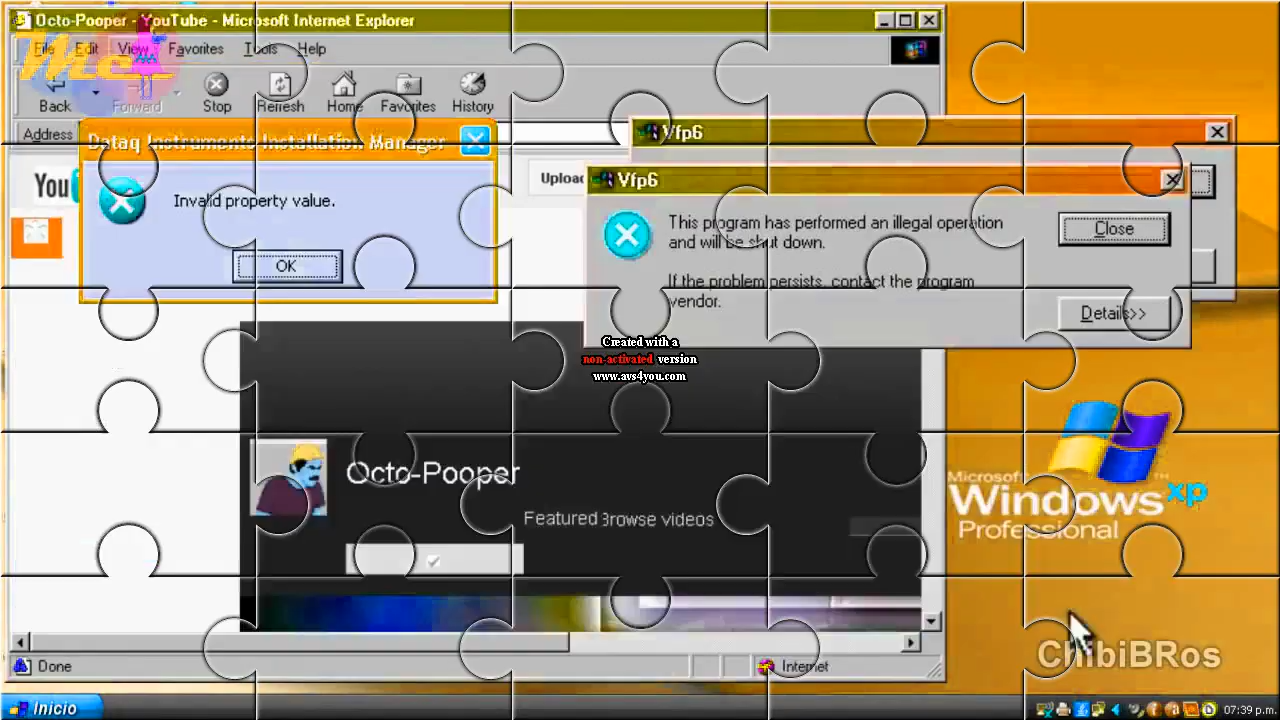 Octo-Pooper - YouTube - Microsoft Internet Explorer
File Edit View Favorites Tools Help
Me
Back Forward Stop Refresh Home Favorites History
Address
Dataq Instruments Installation Manager
Vfp6
You
Upload
Invalid property value.
OK
Vfp6
This program has performed an illegal operation
and will be shut down.
Close
If the problem persists, contact the program
vendor.
Details>>
Created with a
non-activated version
www.avs4you.com
Octo-Pooper
Featured Browse videos
Microsoft
Windows xp
Professional
ChibiBRos
Done
Internet
Inicio
07:39 p.m.